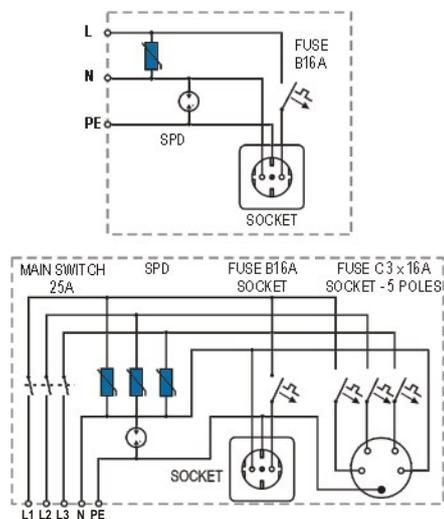 L
FUSE
B16A
N
PE
SPD
SOCKET
MAIN SWITCH
25A
SPD
FUSE B16A
SOCKET
FUSE C 3 x 16A
SOCKET - 5 POLES
SOCKET
L1 L2 L3 N PE